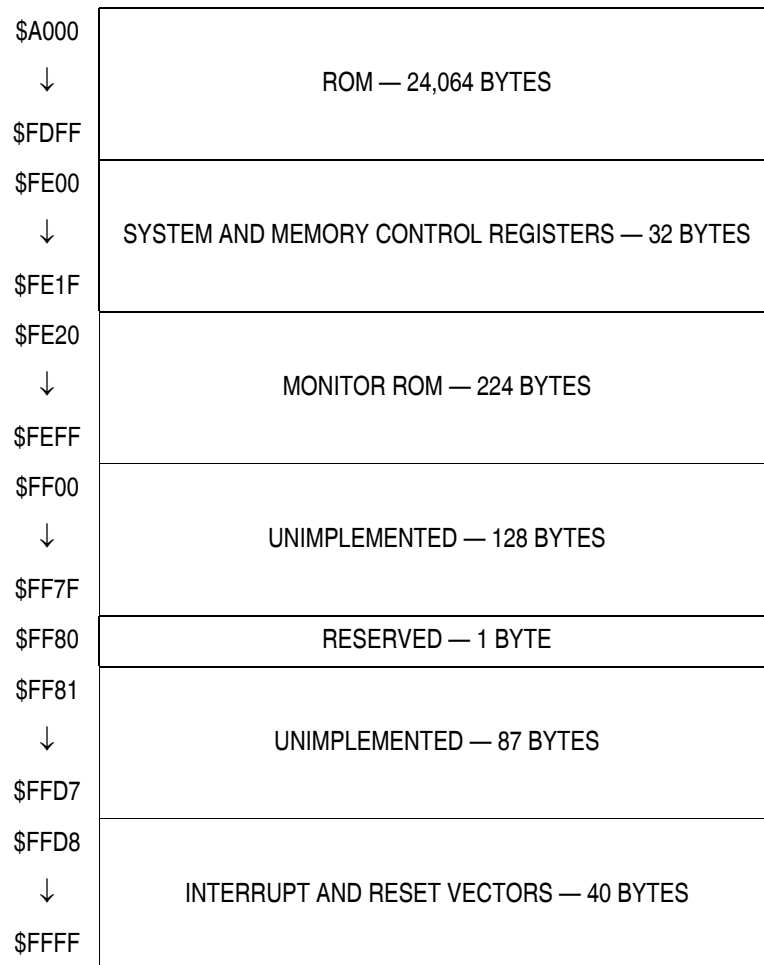 $A000
↓
$FDFF
ROM — 24,064 BYTES
$FE00
↓
$FE1F
SYSTEM AND MEMORY CONTROL REGISTERS — 32 BYTES
$FE20
↓
$FEFF
MONITOR ROM — 224 BYTES
$FF00
↓
$FF7F
UNIMPLEMENTED — 128 BYTES
$FF80
RESERVED — 1 BYTE
$FF81
↓
$FFD7
UNIMPLEMENTED — 87 BYTES
$FFD8
↓
$FFFF
INTERRUPT AND RESET VECTORS — 40 BYTES